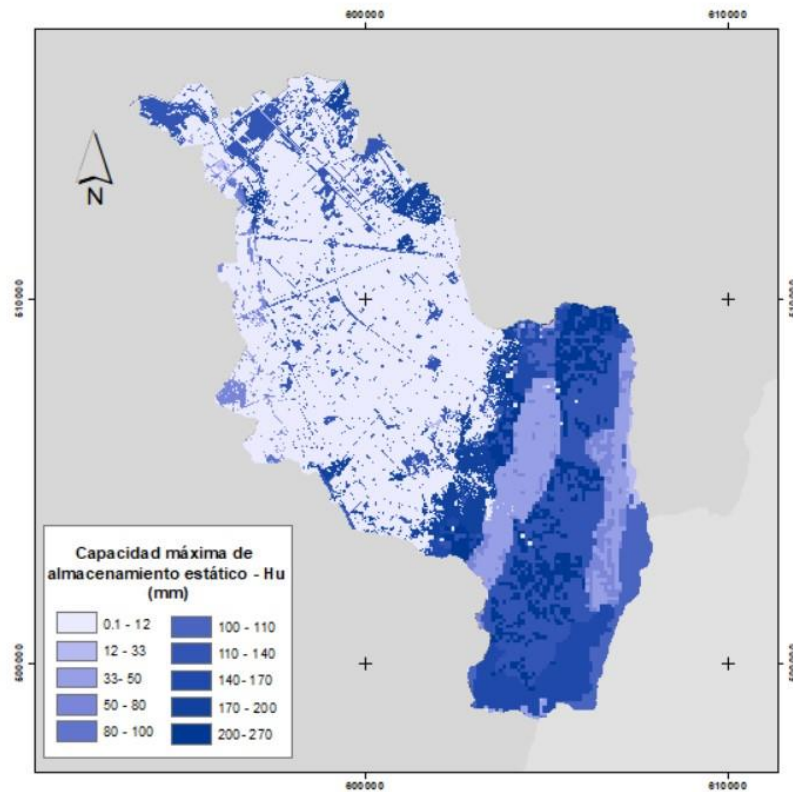 600000
610000
N
Capacidad máxima de
almacenamiento estático - Hu
(mm)
0.1 - 12
12 - 33
33- 50
50 - 80
80 - 100
100 - 110
110 - 140
140 - 170
170 - 200
200- 270
600000
610000